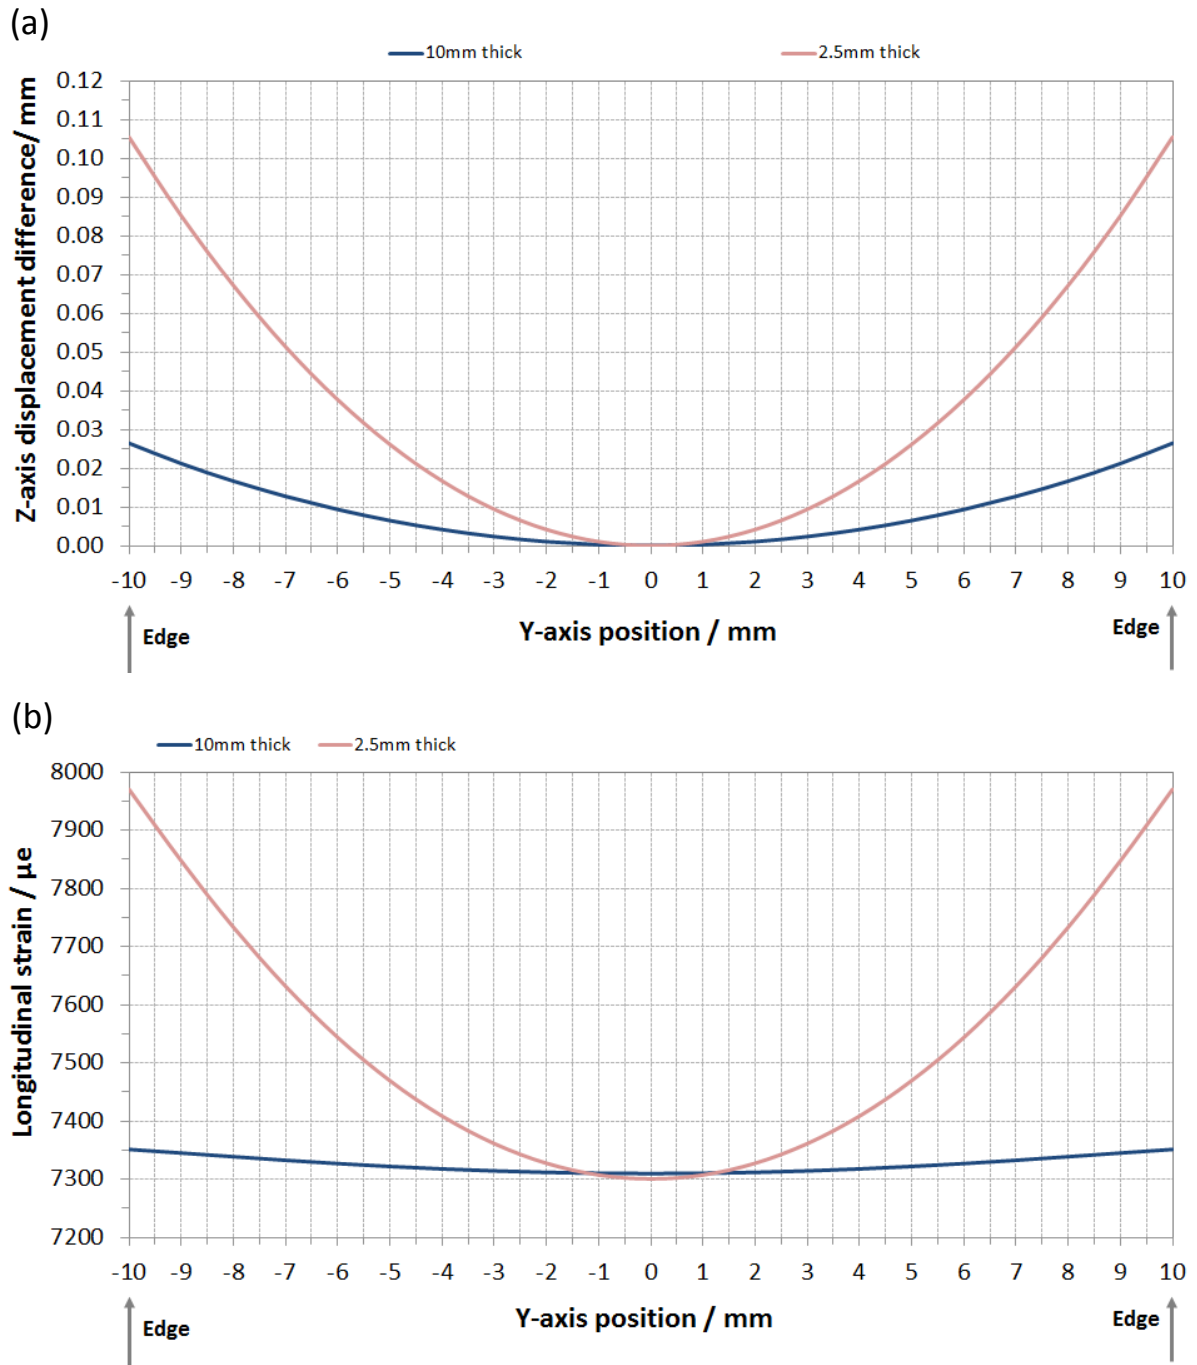 (a)
10mm thick 2.5mm thick
Z-axis displacement difference/ mm
0.12
0.11
0.10
0.09
0.08
0.07
0.06
0.05
0.04
0.03
0.02
0.01
0.00
-10 -9 -8 -7 -6 -5 -4 -3 -2 -1 0 1 2 3 4 5 6 7 8 9 10
Edge Y-axis position / mm Edge
(b)
10mm thick 2.5mm thick
Longitudinal strain / µe
8000
7900
7800
7700
7600
7500
7400
7300
7200
-10 -9 -8 -7 -6 -5 -4 -3 -2 -1 0 1 2 3 4 5 6 7 8 9 10
Edge Y-axis position / mm Edge